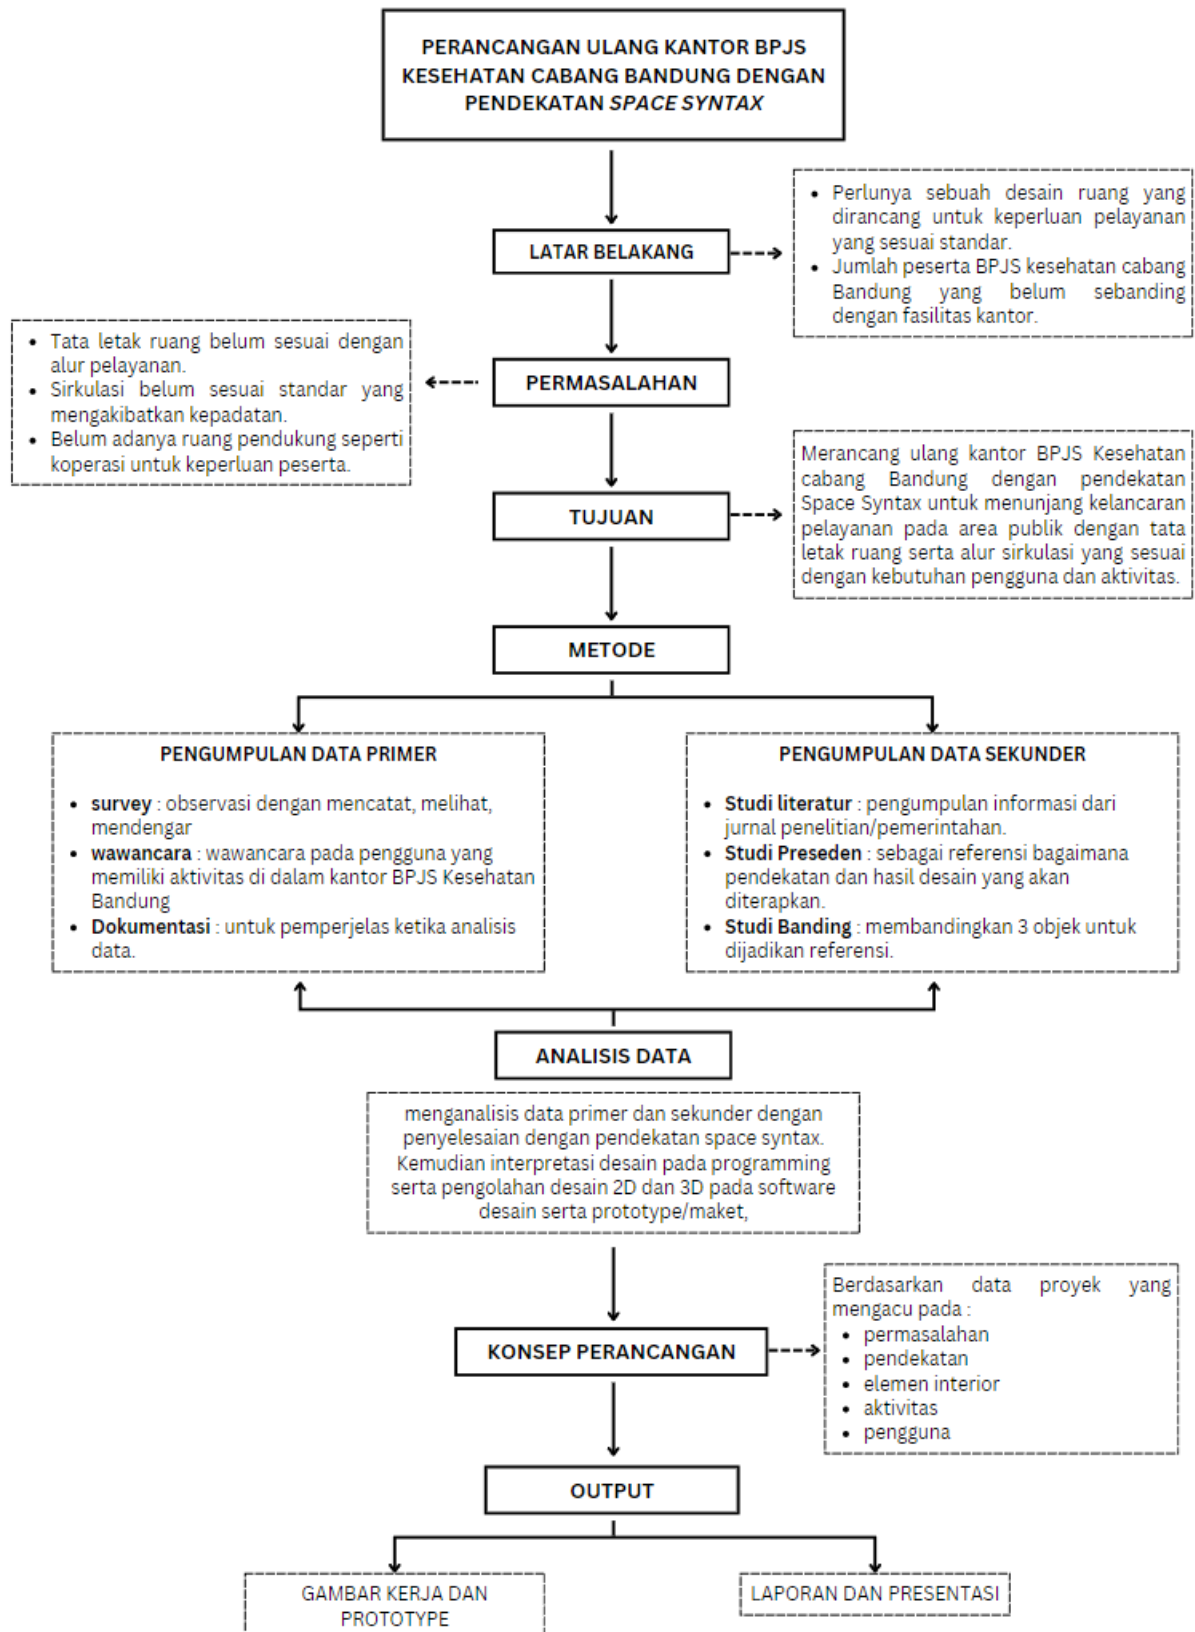 PERANCANGAN ULANG KANTOR BPJS
KESEHATAN CABANG BANDUNG DENGAN
PENDEKATAN SPACE SYNTAX
LATAR BELAKANG
• Perlunya sebuah desain ruang yang
dirancang untuk keperluan pelayanan
yang sesuai standar.
• Jumlah peserta BPJS kesehatan cabang
Bandung yang belum sebanding
dengan fasilitas kantor.
PERMASALAHAN
• Tata letak ruang belum sesuai dengan
alur pelayanan.
• Sirkulasi belum sesuai standar yang
mengakibatkan kepadatan.
• Belum adanya ruang pendukung seperti
koperasi untuk keperluan peserta.
TUJUAN
Merancang ulang kantor BPJS Kesehatan
cabang Bandung dengan pendekatan
Space Syntax untuk menunjang kelancaran
pelayanan pada area publik dengan tata
letak ruang serta alur sirkulasi yang sesuai
dengan kebutuhan pengguna dan aktivitas.
METODE
PENGUMPULAN DATA PRIMER
• survey : observasi dengan mencatat, melihat,
mendengar
• wawancara : wawancara pada pengguna yang
memiliki aktivitas di dalam kantor BPJS Kesehatan
Bandung
• Dokumentasi : untuk pemperjelas ketika analisis
data.
PENGUMPULAN DATA SEKUNDER
• Studi literatur : pengumpulan informasi dari
jurnal penelitian/pemerintahan.
• Studi Preseden : sebagai referensi bagaimana
pendekatan dan hasil desain yang akan
diterapkan.
• Studi Banding : membandingkan 3 objek untuk
dijadikan referensi.
ANALISIS DATA
menganalisis data primer dan sekunder dengan
penyelesaian dengan pendekatan space syntax.
Kemudian interpretasi desain pada programming
serta pengolahan desain 2D dan 3D pada software
desain serta prototype/maket,
KONSEP PERANCANGAN
Berdasarkan data proyek yang
mengacu pada :
• permasalahan
• pendekatan
• elemen interior
• aktivitas
• pengguna
OUTPUT
GAMBAR KERJA DAN
PROTOTYPE
LAPORAN DAN PRESENTASI